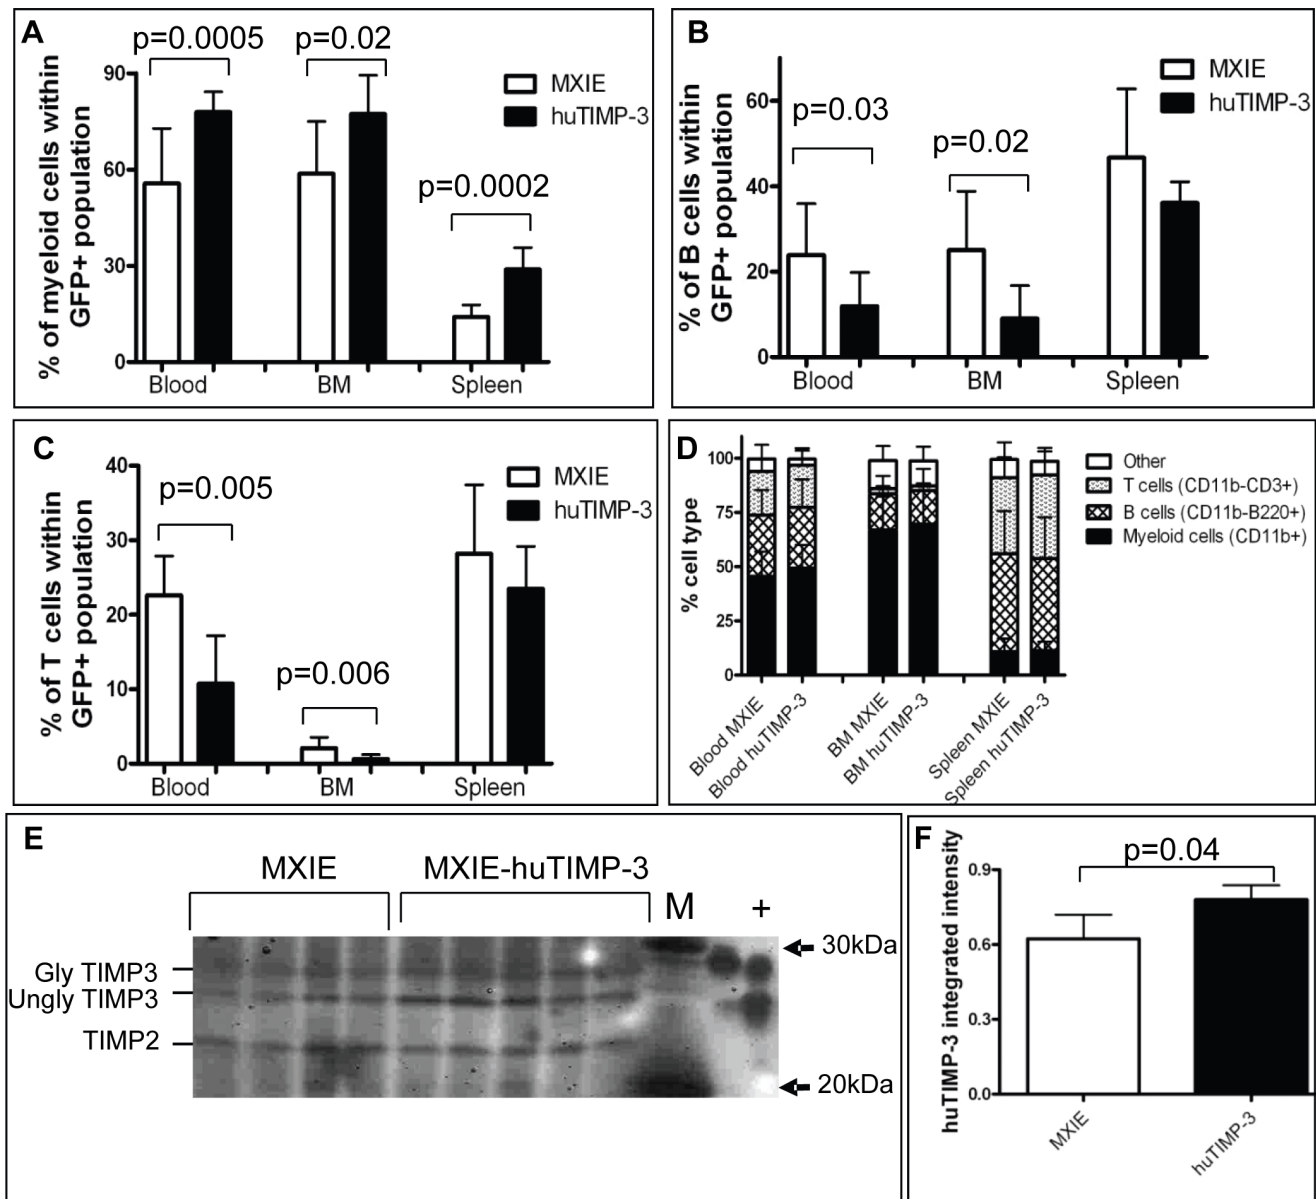 A
p=0.0005
p=0.02
p=0.0002
MXIE
huTIMP-3
% of myeloid cells within
GFP+ population
90
60
30
0
Blood
BM
Spleen
B
p=0.03
p=0.02
MXIE
huTIMP-3
% of B cells within
GFP+ population
60
40
20
0
Blood
BM
Spleen
C
p=0.005
p=0.006
MXIE
huTIMP-3
% of T cells within
GFP+ population
40
30
20
10
0
Blood
BM
Spleen
D
% cell type
100
75
50
25
0
Other
T cells (CD11b-CD3+)
B cells (CD11b-B220+)
Myeloid cells (CD11b+)
Blood MXIE
Blood huTIMP-3
BM MXIE
BM huTIMP-3
Spleen MXIE
Spleen huTIMP-3
E
MXIE
MXIE-huTIMP-3
M
+
Gly TIMP3
Ungly TIMP3
TIMP2
30kDa
20kDa
F
p=0.04
huTIMP-3 integrated intensity
0.9
0.6
0.3
0.0
MXIE
huTIMP-3